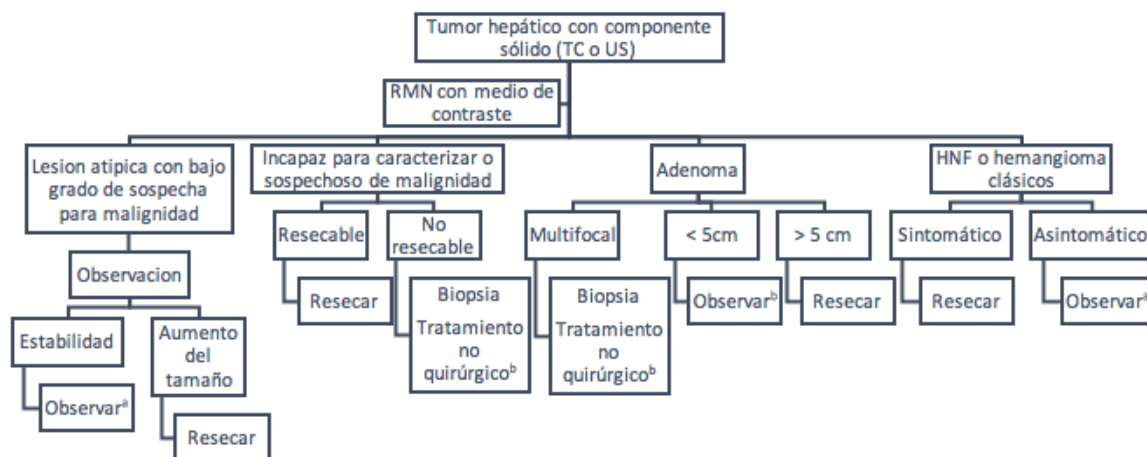 Tumor hepático con componente
sólido (TC o US)
RMN con medio de
contraste
Lesion atipica con bajo
grado de sospecha
para malignidad
Incapaz para caracterizar o
sospechoso de malignidad
Adenoma
HNF o hemangioma
clásicos
Resecable
No
resecable
Multifocal
< 5cm
> 5 cm
Sintomático
Asintomático
Observacion
Resecar
Biopsia
Tratamiento
no
quirúrgicoᵇ
Biopsia
Tratamiento
no
quirúrgicoᵇ
Observarᵇ
Resecar
Resecar
Observarª
Estabilidad
Aumento
del
tamaño
Observarª
Resecar